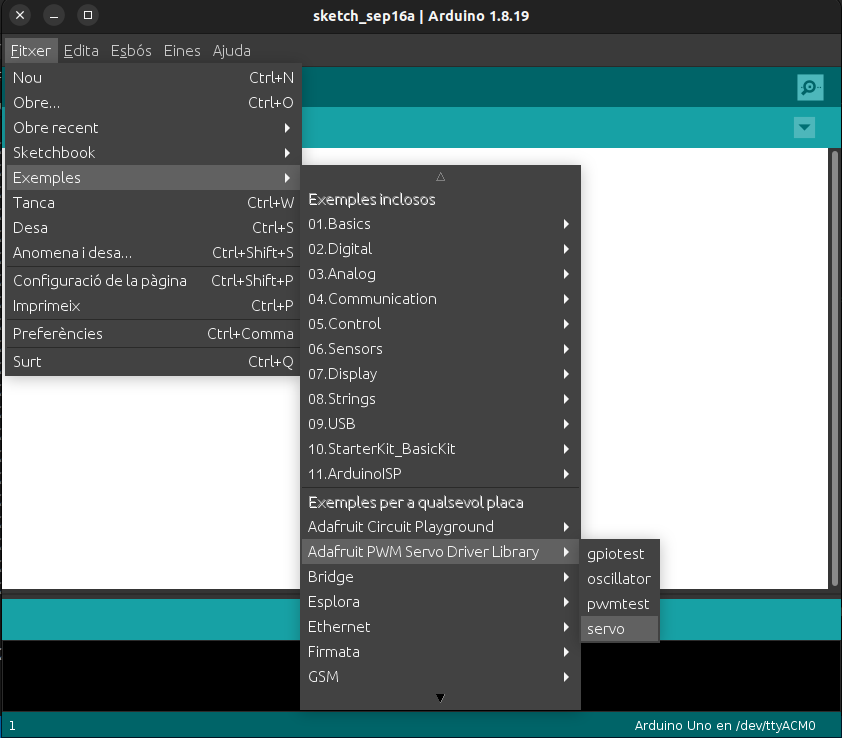 sketch_sep16a | Arduino 1.8.19
Fitxer Edita Esbós Eines Ajuda
Nou Ctrl+N
Obre... Ctrl+O
Obre recent
Sketchbook
Exemples
Tanca Ctrl+W
Desa Ctrl+S
Anomena i desa... Ctrl+Shift+S
Configuració de la pàgina Ctrl+Shift+P
Imprimeix Ctrl+P
Preferències Ctrl+Comma
Surt Ctrl+Q
Exemples inclosos
01.Basics
02.Digital
03.Analog
04.Communication
05.Control
06.Sensors
07.Display
08.Strings
09.USB
10.StarterKit_BasicKit
11.ArduinoISP
Exemples per a qualsevol placa
Adafruit Circuit Playground
Adafruit PWM Servo Driver Library
Bridge
Esplora
Ethernet
Firmata
GSM
gpiotest
oscillator
pwmtest
servo
1
Arduino Uno en /dev/ttyACM0